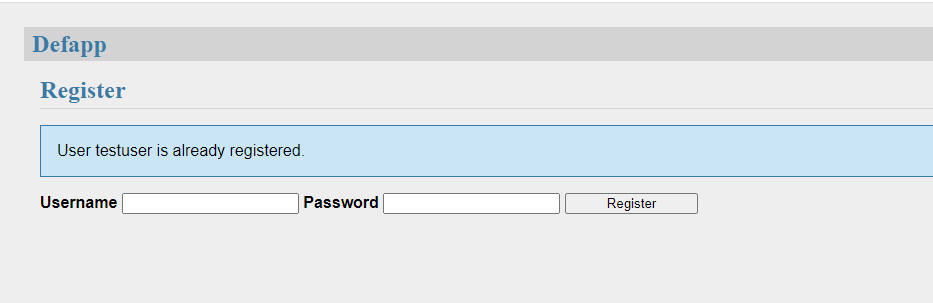 Defapp
Register
User testuser is already registered.
Username Password Register